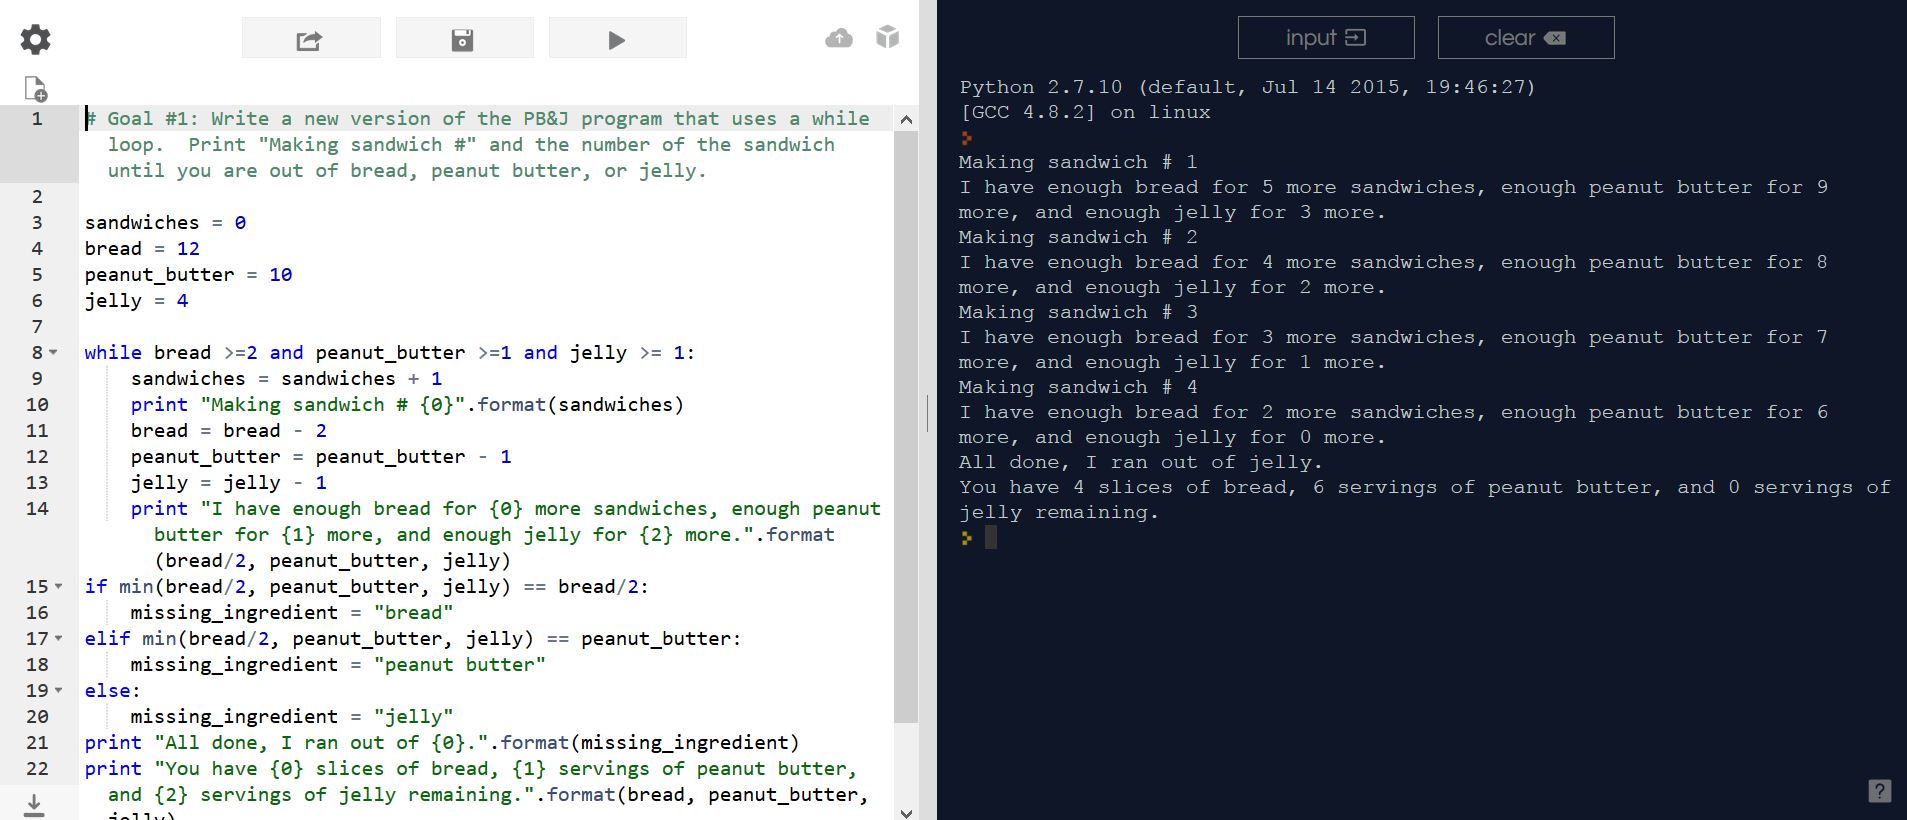 input
clear
1 # Goal #1: Write a new version of the PB&J program that uses a while
loop.  Print "Making sandwich #" and the number of the sandwich
until you are out of bread, peanut butter, or jelly.
2
3 sandwiches = 0
4 bread = 12
5 peanut_butter = 10
6 jelly = 4
7
8 while bread >=2 and peanut_butter >=1 and jelly >= 1:
9     sandwiches = sandwiches + 1
10     print "Making sandwich # {0}".format(sandwiches)
11     bread = bread - 2
12     peanut_butter = peanut_butter - 1
13     jelly = jelly - 1
14     print "I have enough bread for {0} more sandwiches, enough peanut
butter for {1} more, and enough jelly for {2} more.".format
(bread/2, peanut_butter, jelly)
15 if min(bread/2, peanut_butter, jelly) == bread/2:
16     missing_ingredient = "bread"
17 elif min(bread/2, peanut_butter, jelly) == peanut_butter:
18     missing_ingredient = "peanut butter"
19 else:
20     missing_ingredient = "jelly"
21 print "All done, I ran out of {0}.".format(missing_ingredient)
22 print "You have {0} slices of bread, {1} servings of peanut butter,
and {2} servings of jelly remaining.".format(bread, peanut_butter,
jelly)
Python 2.7.10 (default, Jul 14 2015, 19:46:27)
[GCC 4.8.2] on linux
Making sandwich # 1
I have enough bread for 5 more sandwiches, enough peanut butter for 9
more, and enough jelly for 3 more.
Making sandwich # 2
I have enough bread for 4 more sandwiches, enough peanut butter for 8
more, and enough jelly for 2 more.
Making sandwich # 3
I have enough bread for 3 more sandwiches, enough peanut butter for 7
more, and enough jelly for 1 more.
Making sandwich # 4
I have enough bread for 2 more sandwiches, enough peanut butter for 6
more, and enough jelly for 0 more.
All done, I ran out of jelly.
You have 4 slices of bread, 6 servings of peanut butter, and 0 servings of
jelly remaining.
?